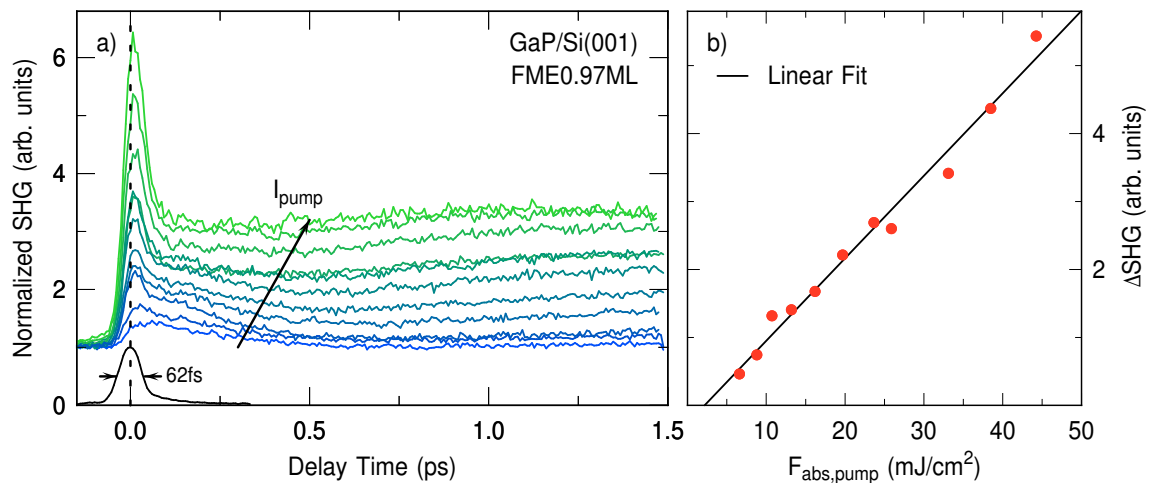 a)
GaP/Si(001)
FME0.97ML
I_pump
62fs
Normalized SHG (arb. units)
0
2
4
6
0.0
0.5
1.0
1.5
Delay Time (ps)
b)
Linear Fit
10
20
30
40
50
F_abs,pump (mJ/cm²)
2
4
ΔSHG (arb. units)